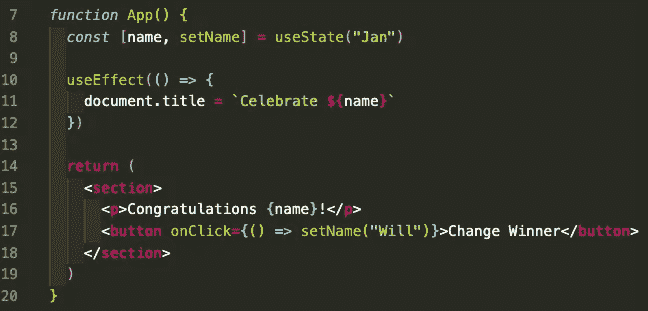 7 function App() {
8 const [name, setName] = useState("Jan")
9
10 useEffect(() => {
11 document.title = `Celebrate ${name}`
12 })
13
14 return (
15 <section>
16 <p>Congratulations {name}!</p>
17 <button onClick={() => setName("Will")}>Change Winner</button>
18 </section>
19 )
20 }